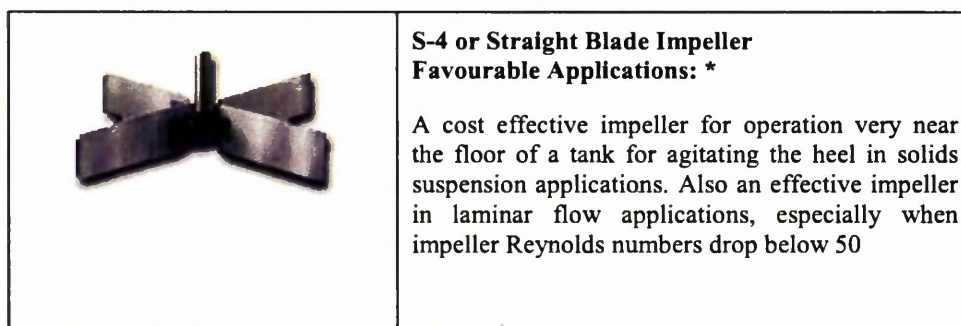 S-4 or Straight Blade Impeller
Favourable Applications: *
A cost effective impeller for operation very near
the floor of a tank for agitating the heel in solids
suspension applications. Also an effective impeller
in laminar flow applications, especially when
impeller Reynolds numbers drop below 50